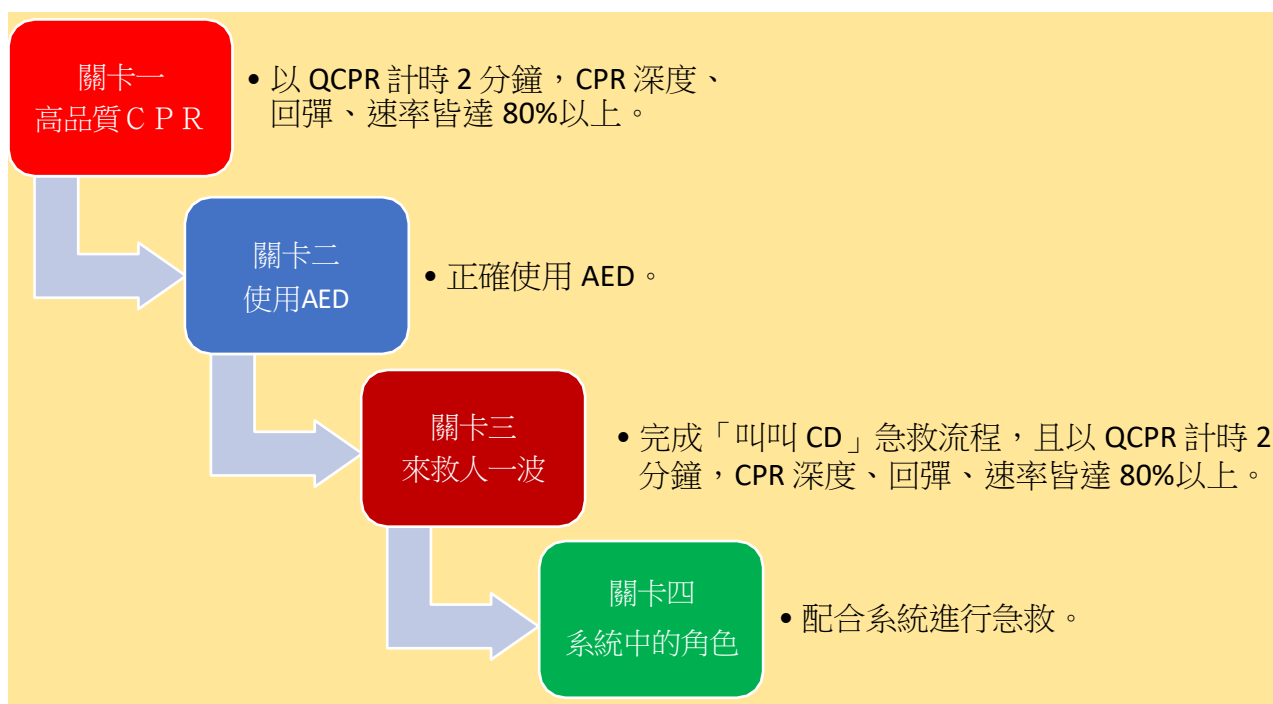 關卡一
高品質ＣＰＲ
• 以 QCPR 計時 2 分鐘，CPR 深度、
回彈、速率皆達 80%以上。
關卡二
使用AED
• 正確使用 AED。
關卡三
來救人一波
• 完成「叫叫 CD」急救流程，且以 QCPR 計時 2
分鐘，CPR 深度、回彈、速率皆達 80%以上。
關卡四
系統中的角色
• 配合系統進行急救。